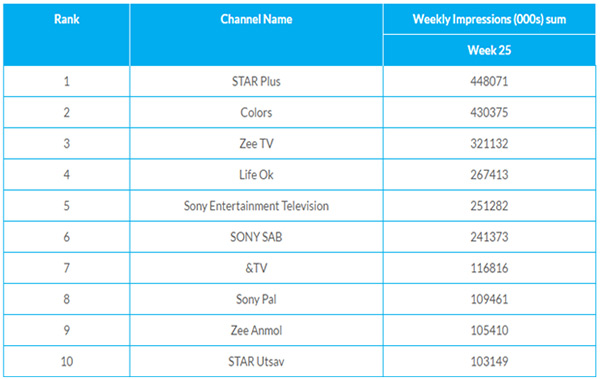 Rank Channel Name Weekly Impressions (000s) sum
Week 25
1 STAR Plus 448071
2 Colors 430375
3 Zee TV 321132
4 Life Ok 267413
5 Sony Entertainment Television 251282
6 SONY SAB 241373
7 &TV 116816
8 Sony Pal 109461
9 Zee Anmol 105410
10 STAR Utsav 103149